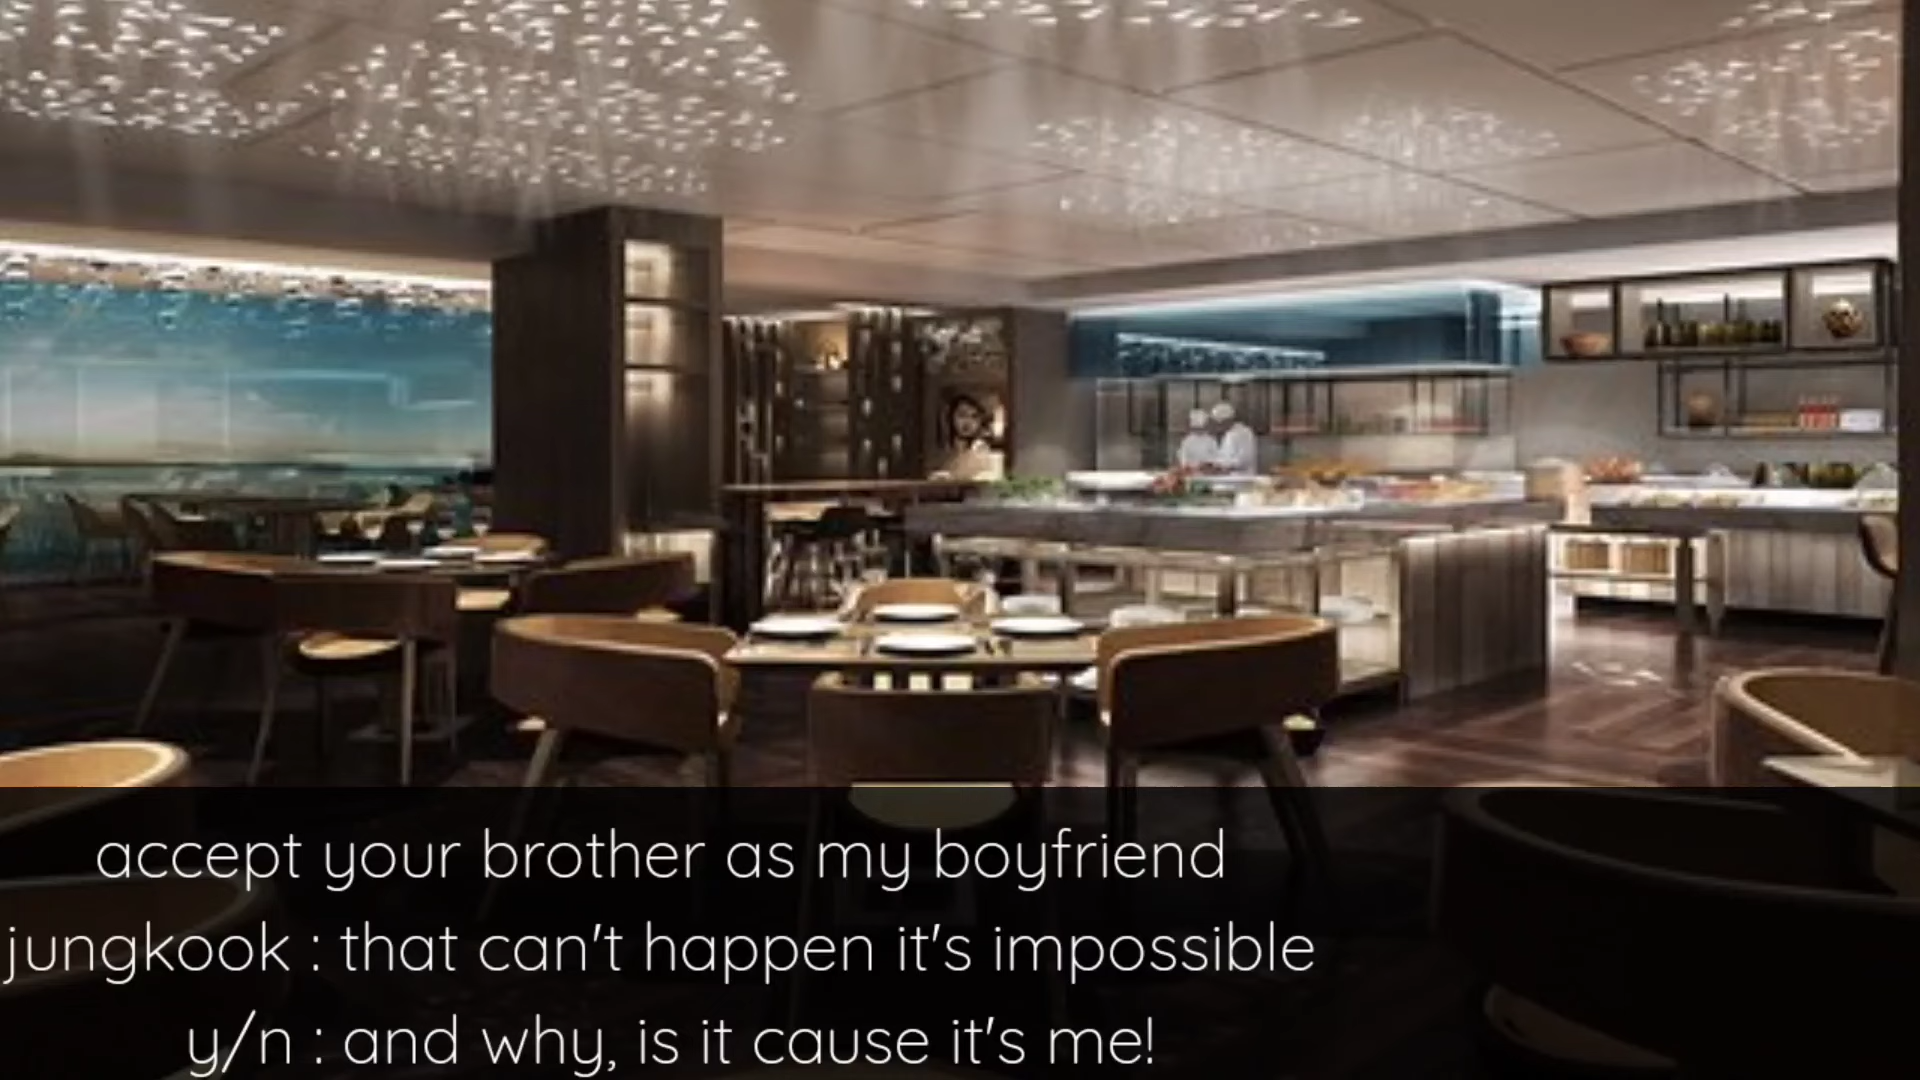 accept your brother as my boyfriend
jungkook : that can't happen it's impossible
y/n : and why, is it cause it's me!